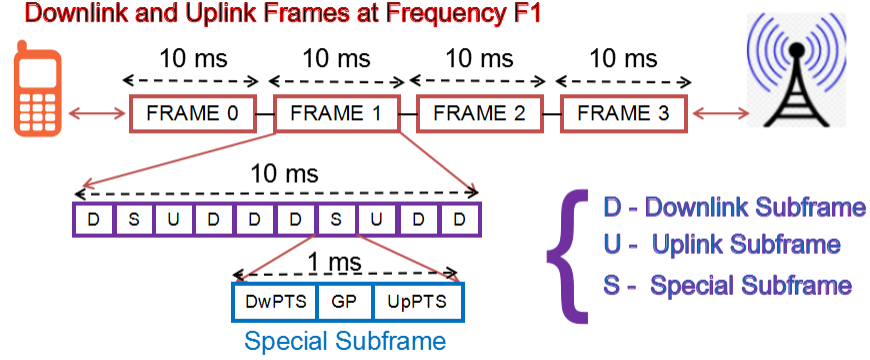 Downlink and Uplink Frames at Frequency F1
10 ms 10 ms 10 ms 10 ms
FRAME 0 FRAME 1 FRAME 2 FRAME 3
10 ms
D S U D D D S U D D
D - Downlink Subframe
U - Uplink Subframe
S - Special Subframe
1 ms
DwPTS GP UpPTS
Special Subframe